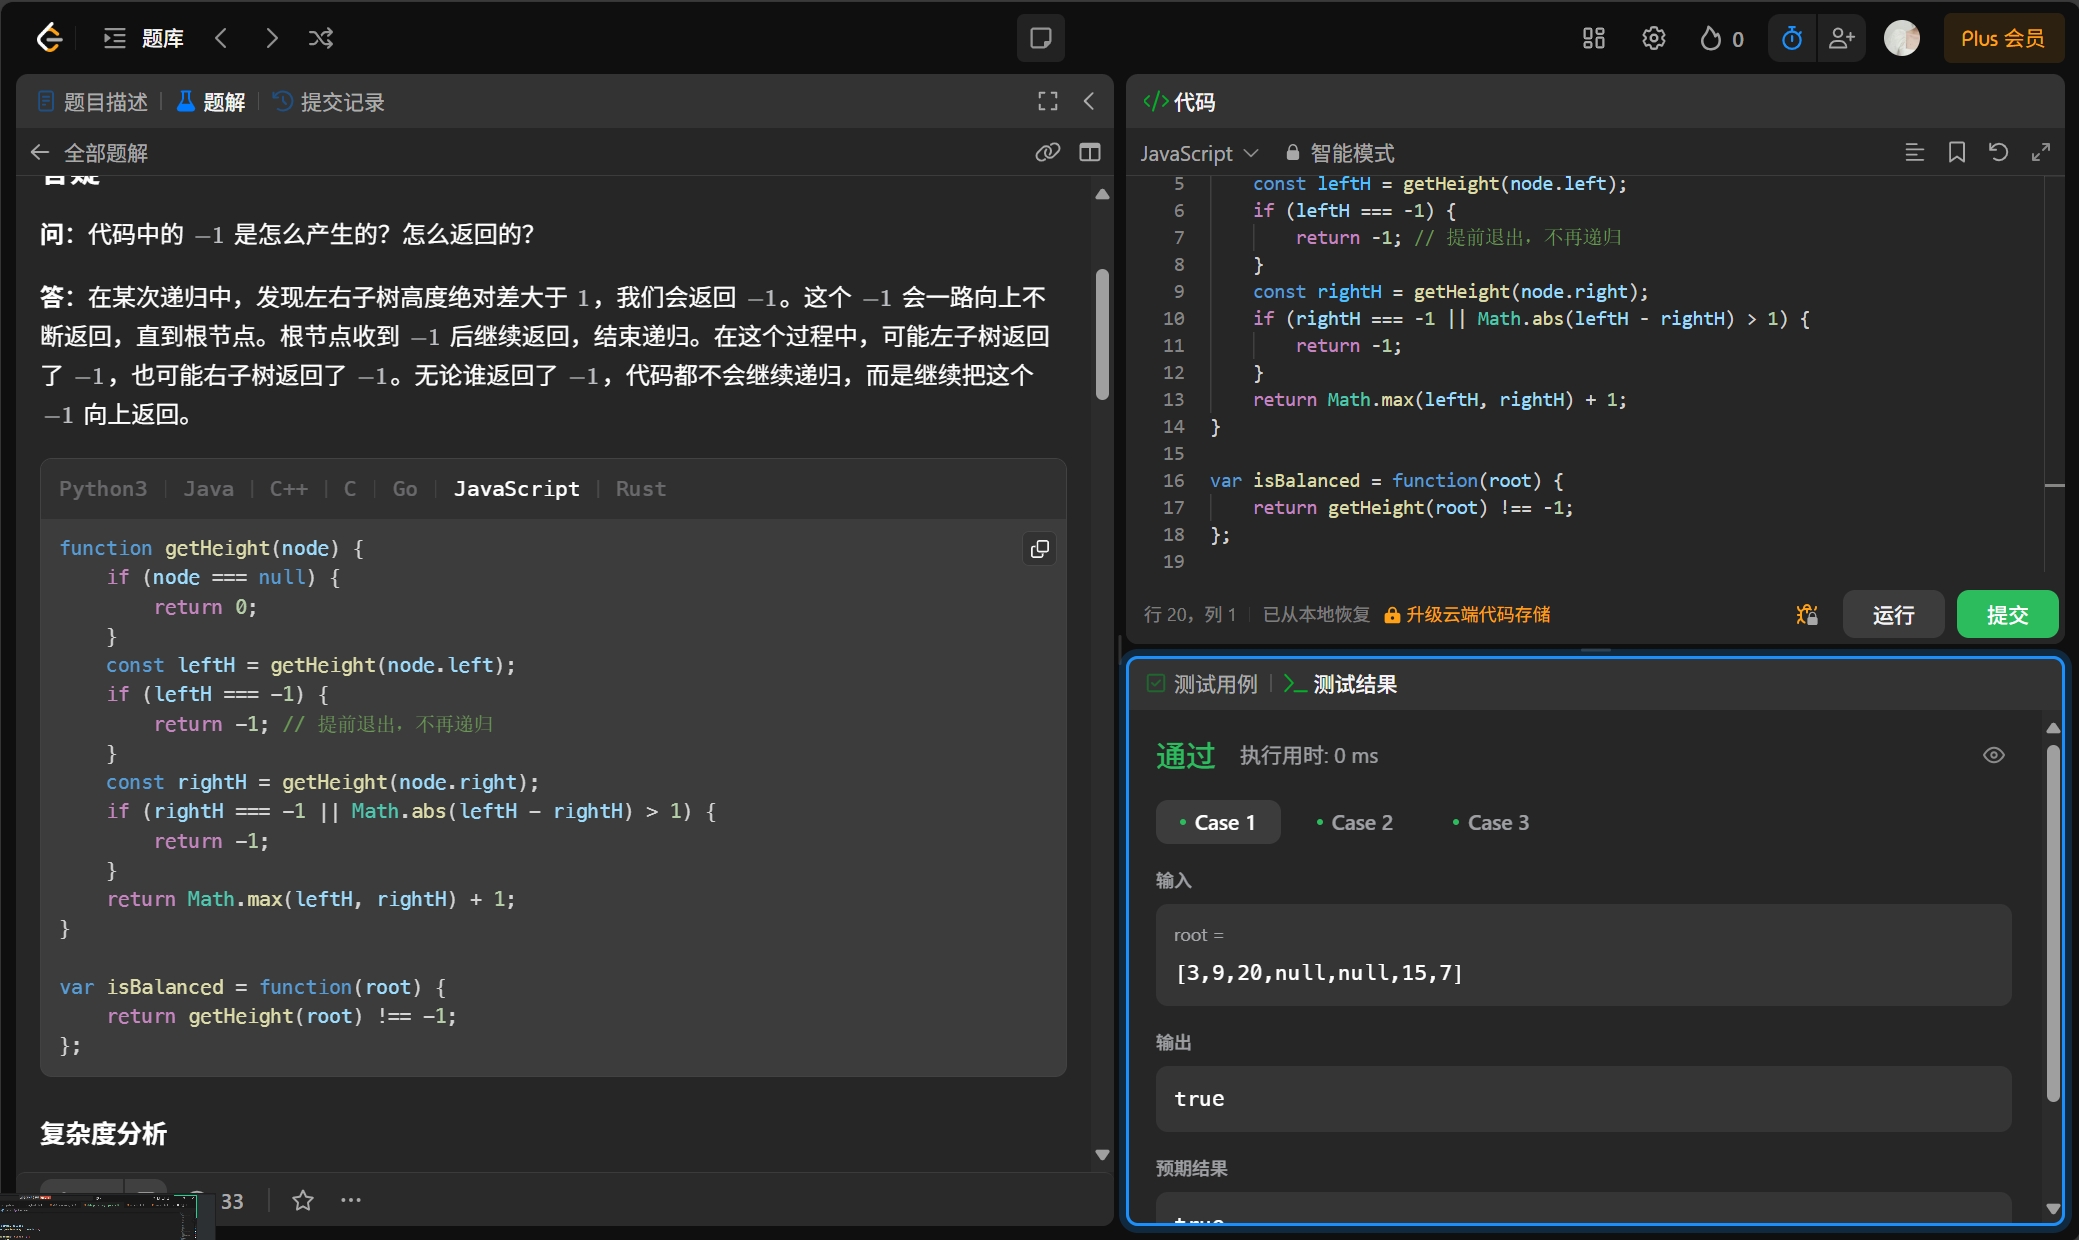 题库
0
Plus 会员
题目描述
题解
提交记录
全部题解
答疑
问：代码中的 −1 是怎么产生的？怎么返回的？
答：在某次递归中，发现左右子树高度绝对差大于 1，我们会返回 −1。这个 −1 会一路向上不
断返回，直到根节点。根节点收到 −1 后继续返回，结束递归。在这个过程中，可能左子树返回
了 −1，也可能右子树返回了 −1。无论谁返回了 −1，代码都不会继续递归，而是继续把这个
−1 向上返回。
Python3 | Java | C++ | C | Go | JavaScript | Rust
function getHeight(node) {
    if (node === null) {
        return 0;
    }
    const leftH = getHeight(node.left);
    if (leftH === -1) {
        return -1; // 提前退出，不再递归
    }
    const rightH = getHeight(node.right);
    if (rightH === -1 || Math.abs(leftH - rightH) > 1) {
        return -1;
    }
    return Math.max(leftH, rightH) + 1;
}
var isBalanced = function(root) {
    return getHeight(root) !== -1;
};
复杂度分析
33
代码
JavaScript
智能模式
5     const leftH = getHeight(node.left);
6     if (leftH === -1) {
7         return -1; // 提前退出，不再递归
8     }
9     const rightH = getHeight(node.right);
10     if (rightH === -1 || Math.abs(leftH - rightH) > 1) {
11         return -1;
12     }
13     return Math.max(leftH, rightH) + 1;
14 }
15
16 var isBalanced = function(root) {
17     return getHeight(root) !== -1;
18 };
19
行 20，列 1
已从本地恢复
升级云端代码存储
运行
提交
测试用例
测试结果
通过
执行用时: 0 ms
Case 1
Case 2
Case 3
输入
root =
[3,9,20,null,null,15,7]
输出
true
预期结果
true